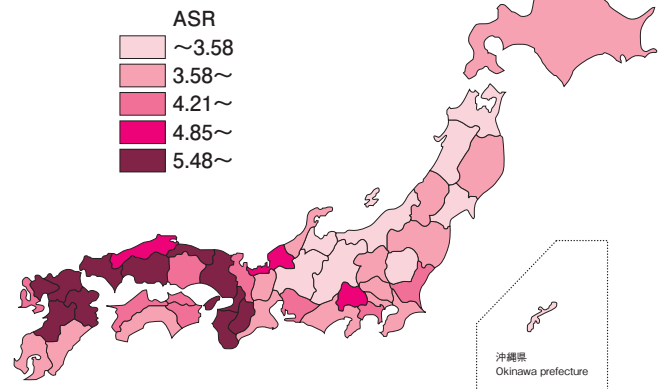 ASR
～3.58
3.58～
4.21～
4.85～
5.48～
沖縄県
Okinawa prefecture